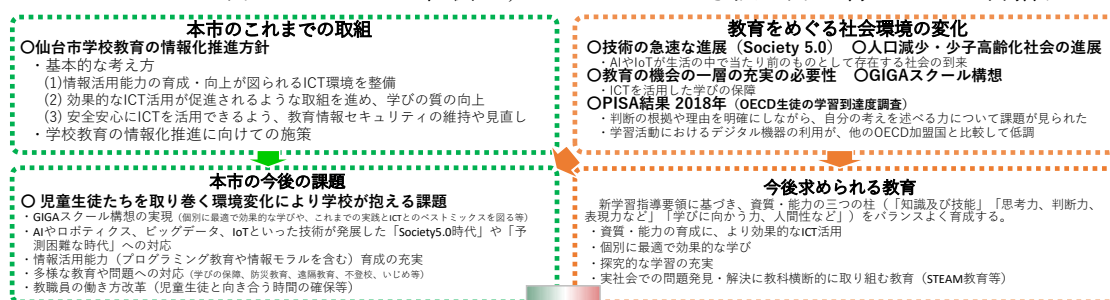 本市のこれまでの取組
〇仙台市学校教育の情報化推進方針
・基本的な考え方
(1)情報活用能力の育成・向上が図られるICT環境を整備
(2) 効果的なICT活用が促進されるような取組を進め、学びの質の向上
(3) 安全安心にICTを活用できるよう、教育情報セキュリティの維持や見直し
・学校教育の情報化推進に向けての施策
教育をめぐる社会環境の変化
〇技術の急速な進展（Society 5.0） 〇人口減少・少子高齢化社会の進展
・AIやIoTが生活の中で当たり前のものとして存在する社会の到来
〇教育の機会の一層の充実の必要性 〇GIGAスクール構想
・ICTを活用した学びの保障
〇PISA結果 2018年（OECD生徒の学習到達度調査）
・判断の根拠や理由を明確にしながら、自分の考えを述べる力について課題が見られた
・学習活動におけるデジタル機器の利用が、他のOECD加盟国と比較して低調
本市の今後の課題
〇 児童生徒たちを取り巻く環境変化により学校が抱える課題
・GIGAスクール構想の実現（個別に最適で効果的な学びや、これまでの実践とICTとのベストミックスを図る等）
・AIやロボティクス、ビッグデータ、IoTといった技術が発展した「Society5.0時代」や「予
測困難な時代」への対応
・情報活用能力（プログラミング教育や情報モラルを含む）育成の充実
・多様な教育や問題への対応（学びの保障、防災教育、遠隔教育、不登校、いじめ等）
・教職員の働き方改革（児童生徒と向き合う時間の確保等）
今後求められる教育
新学習指導要領に基づき、資質・能力の三つの柱（「知識及び技能」「思考力、判断力、
表現力など」「学びに向かう力、人間性など」）をバランスよく育成する。
・資質・能力の育成に、より効果的なICT活用
・個別に最適で効果的な学び
・探究的な学習の充実
・実社会での問題発見・解決に教科横断的に取り組む教育（STEAM教育等）